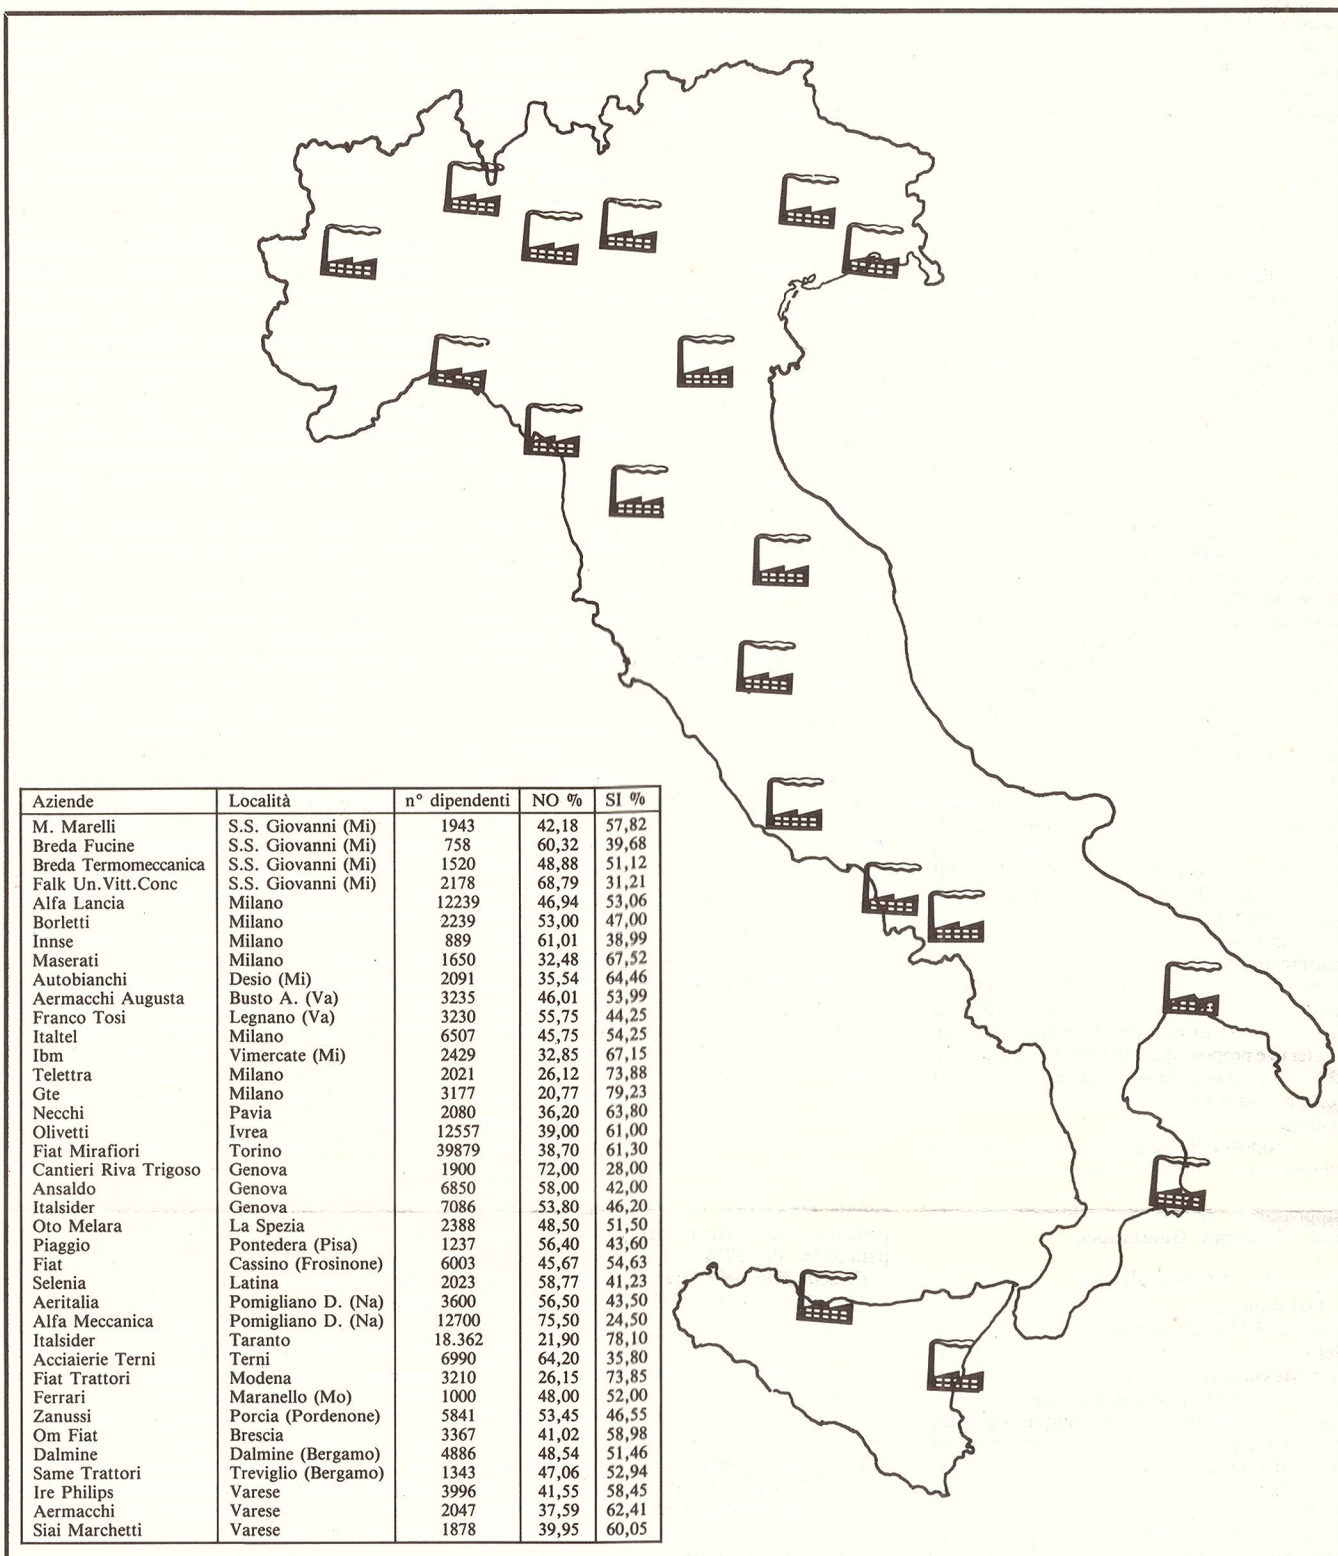 Aziende Località n° dipendenti NO % SI %
M. Marelli S.S. Giovanni (Mi) 1943 42,18 57,82
Breda Fucine S.S. Giovanni (Mi) 758 60,32 39,68
Breda Termomeccanica S.S. Giovanni (Mi) 1520 48,88 51,12
Falk Un.Vitt.Conc S.S. Giovanni (Mi) 2178 68,79 31,21
Alfa Lancia Milano 12239 46,94 53,06
Borletti Milano 2239 53,00 47,00
Innse Milano 889 61,01 38,99
Maserati Milano 1650 32,48 67,52
Autobianchi Desio (Mi) 2091 35,54 64,46
Aermacchi Augusta Busto A. (Va) 3235 46,01 53,99
Franco Tosi Legnano (Va) 3230 55,75 44,25
Italtel Milano 6507 45,75 54,25
Ibm Vimercate (Mi) 2429 32,85 67,15
Telettra Milano 2021 26,12 73,88
Gte Milano 3177 20,77 79,23
Necchi Pavia 2080 36,20 63,80
Olivetti Ivrea 12557 39,00 61,00
Fiat Mirafiori Torino 39879 38,70 61,30
Cantieri Riva Trigoso Genova 1900 72,00 28,00
Ansaldo Genova 6850 58,00 42,00
Italsider Genova 7086 53,80 46,20
Oto Melara La Spezia 2388 48,50 51,50
Piaggio Pontedera (Pisa) 1237 56,40 43,60
Fiat Cassino (Frosinone) 6003 45,67 54,63
Selenia Latina 2023 58,77 41,23
Aeritalia Pomigliano D. (Na) 3600 56,50 43,50
Alfa Meccanica Pomigliano D. (Na) 12700 75,50 24,50
Italsider Taranto 18.362 21,90 78,10
Acciaierie Terni Terni 6990 64,20 35,80
Fiat Trattori Modena 3210 26,15 73,85
Ferrari Maranello (Mo) 1000 48,00 52,00
Zanussi Porcia (Pordenone) 5841 53,45 46,55
Om Fiat Brescia 3367 41,02 58,98
Dalmine Dalmine (Bergamo) 4886 48,54 51,46
Same Trattori Treviglio (Bergamo) 1343 47,06 52,94
Ire Philips Varese 3996 41,55 58,45
Aermacchi Varese 2047 37,59 62,41
Siai Marchetti Varese 1878 39,95 60,05